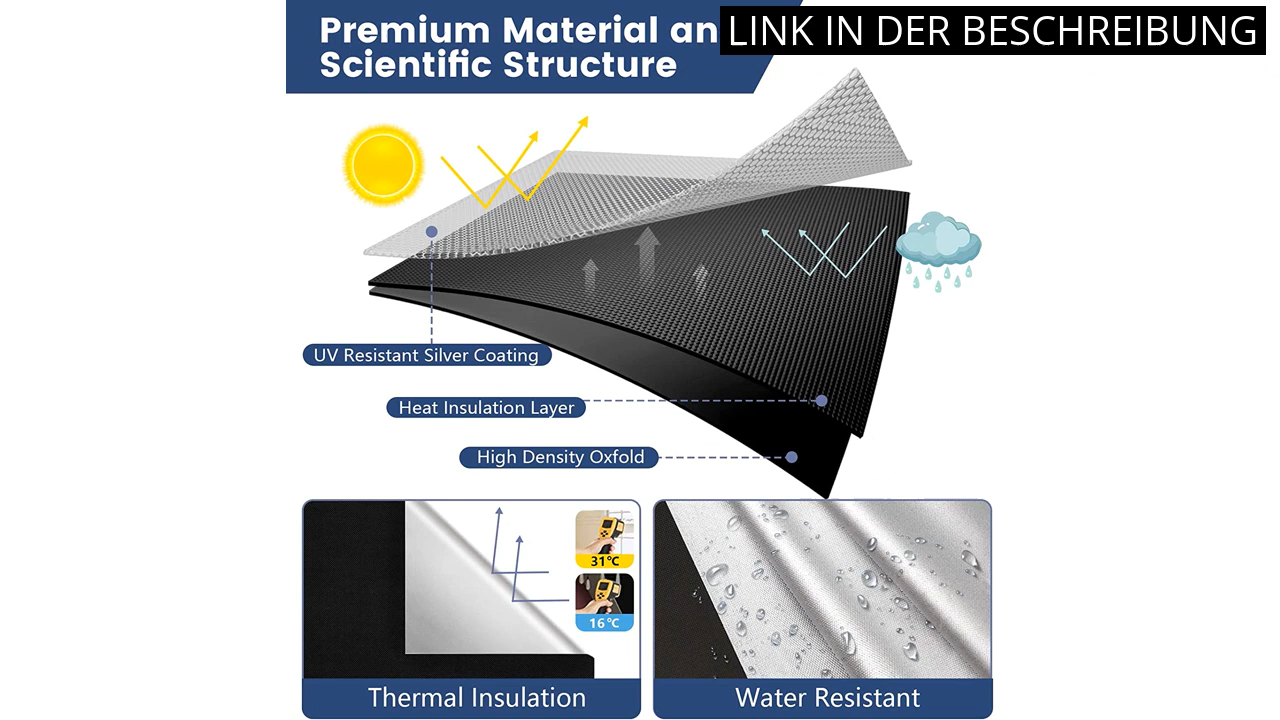 Premium Material an
LINK IN DER BESCHREIBUNG
Scientific Structure
UV Resistant Silver Coating
Heat Insulation Layer
High Density Oxfold
31°C
16°C
Thermal Insulation
Water Resistant